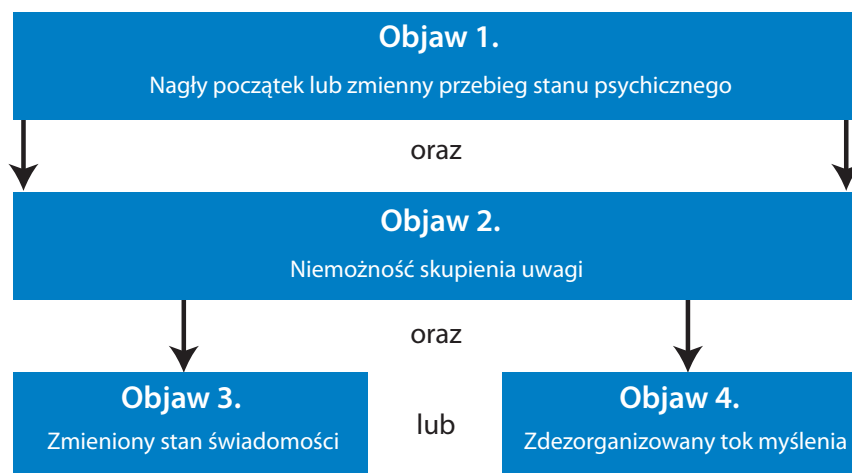 Objaw 1.
Nagły początek lub zmienny przebieg stanu psychicznego
oraz
Objaw 2.
Niemożność skupienia uwagi
oraz
Objaw 3.
Zmieniony stan świadomości
lub
Objaw 4.
Zdezorganizowany tok myślenia